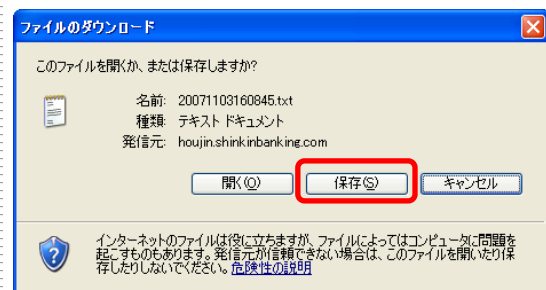 ファイルのダウンロード
このファイルを開くか、または保存しますか?
名前: 20071103160845.txt
種類: テキスト ドキュメント
発信元: houjin.shinkinbanking.com
開く(O) 保存(S) キャンセル
インターネットのファイルは役に立ちますが、ファイルによってはコンピュータに問題を
起こすものもあります。発信元が信頼できない場合は、このファイルを開いたり保
存したりしないでください。危険性の説明